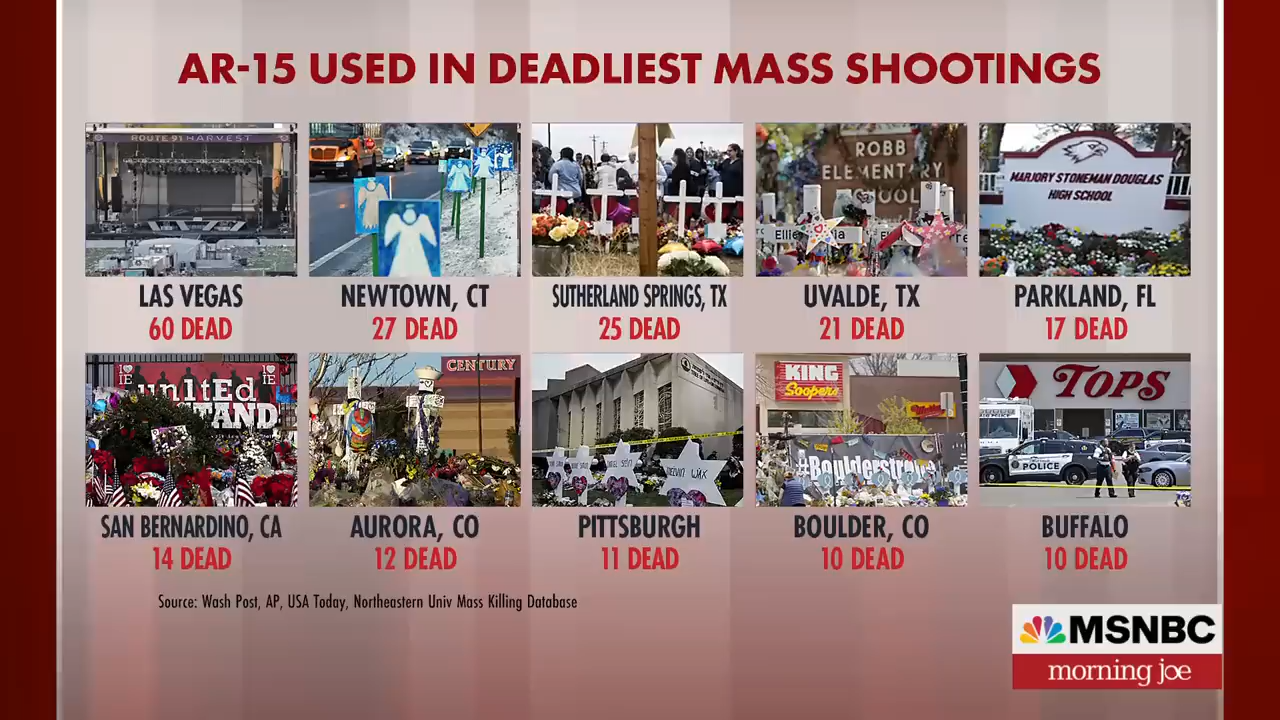 AR-15 USED IN DEADLIEST MASS SHOOTINGS
ROUTE 91 HARVEST
ROBB
ELEMENTARY
SCHOOL
Ellie
MARJORY STONEMAN DOUGLAS
HIGH SCHOOL
LAS VEGAS
60 DEAD
NEWTOWN, CT
27 DEAD
SUTHERLAND SPRINGS, TX
25 DEAD
UVALDE, TX
21 DEAD
PARKLAND, FL
17 DEAD
I ♥ IE
I ♥ IE
unItEd
STAND
CENTURY
KING
Soopers
#Boulderstrong
TOPS
POLICE
SAN BERNARDINO, CA
14 DEAD
AURORA, CO
12 DEAD
PITTSBURGH
11 DEAD
BOULDER, CO
10 DEAD
BUFFALO
10 DEAD
Source: Wash Post, AP, USA Today, Northeastern Univ Mass Killing Database
MSNBC
morning joe